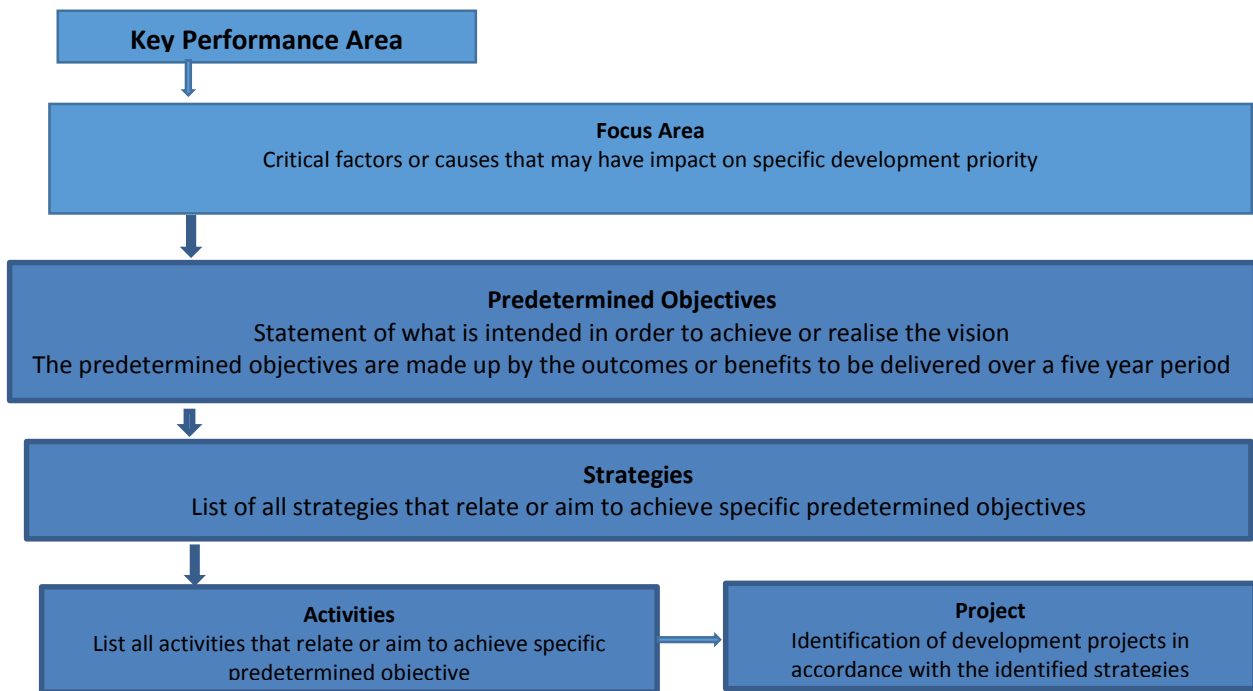 Key Performance Area
Focus Area
Critical factors or causes that may have impact on specific development priority
Predetermined Objectives
Statement of what is intended in order to achieve or realise the vision
The predetermined objectives are made up by the outcomes or benefits to be delivered over a five year period
Strategies
List of all strategies that relate or aim to achieve specific predetermined objectives
Activities
List all activities that relate or aim to achieve specific
predetermined objective
Project
Identification of development projects in
accordance with the identified strategies